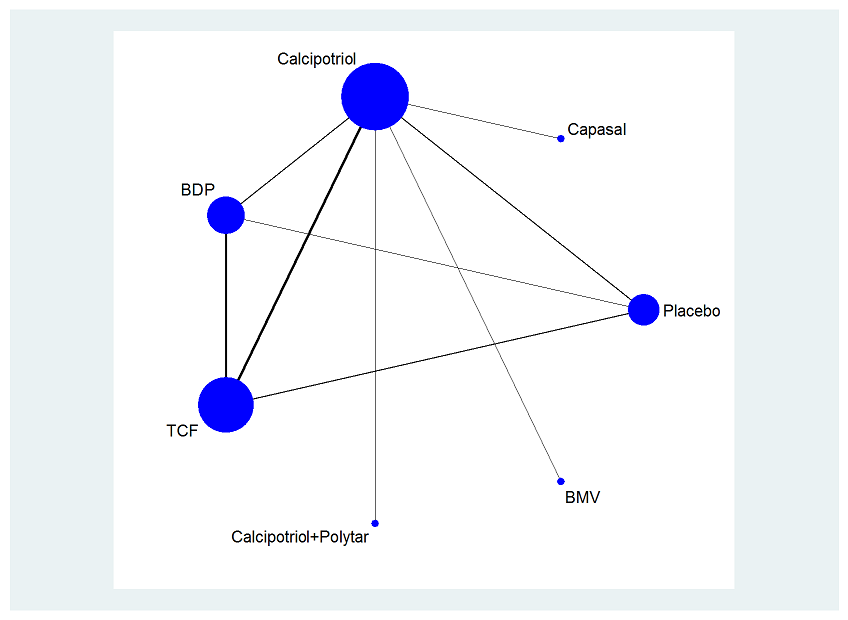 Calcipotriol
Capasal
BDP
Placebo
TCF
BMV
Calcipotriol+Polytar